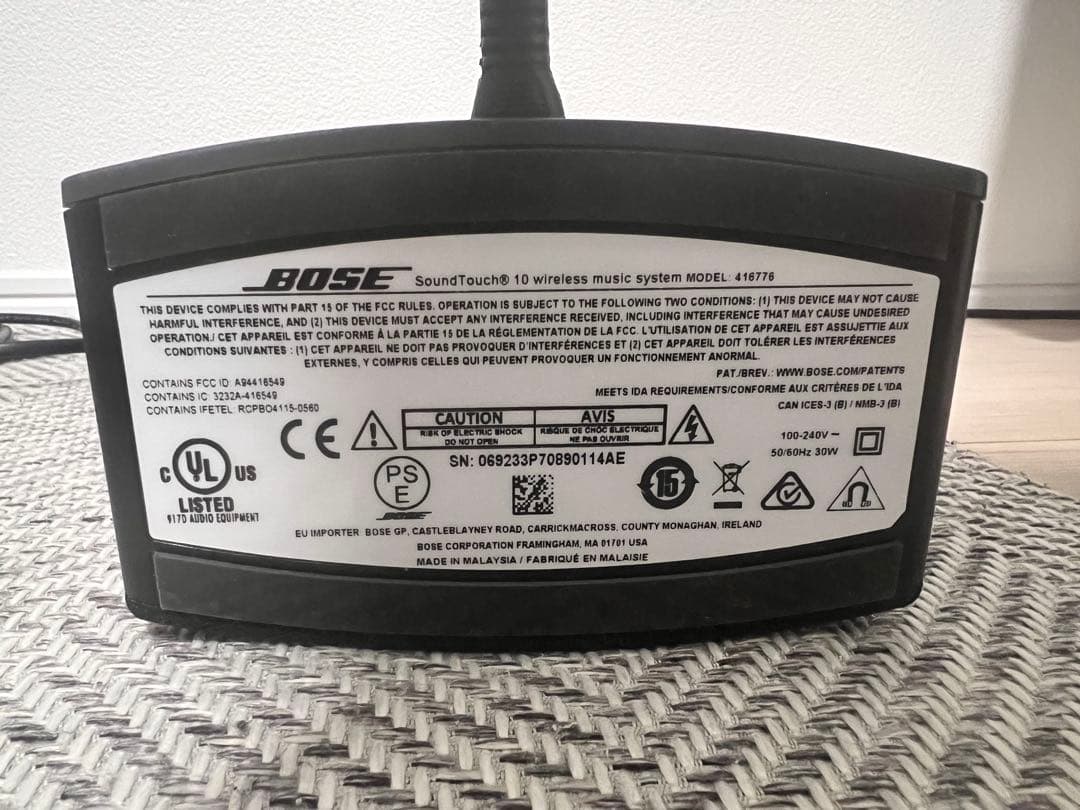 BOSE SoundTouch® 10 wireless music system MODEL: 416776
THIS DEVICE COMPLIES WITH PART 15 OF THE FCC RULES. OPERATION IS SUBJECT TO THE FOLLOWING TWO CONDITIONS: (1) THIS DEVICE MAY NOT CAUSE
HARMFUL INTERFERENCE, AND (2) THIS DEVICE MUST ACCEPT ANY INTERFERENCE RECEIVED, INCLUDING INTERFERENCE THAT MAY CAUSE UNDESIRED
OPERATION./ CET APPAREIL EST CONFORME À LA PARTIE 15 DE LA RÉGLEMENTATION DE LA FCC. L'UTILISATION DE CET APPAREIL EST ASSUJETTIE AUX
CONDITIONS SUIVANTES : (1) CET APPAREIL NE DOIT PAS PROVOQUER D'INTERFÉRENCES ET (2) CET APPAREIL DOIT TOLÉRER LES INTERFÉRENCES
EXTERNES, Y COMPRIS CELLES QUI PEUVENT PROVOQUER UN FONCTIONNEMENT ANORMAL.
PAT./BREV.: WWW.BOSE.COM/PATENTS
CONTAINS FCC ID: A94416549
CONTAINS IC: 3232A-416549
CONTAINS IFETEL: RCPBO4115-0560
MEETS IDA REQUIREMENTS/CONFORME AUX CRITÈRES DE L'IDA
CAN ICES-3 (B) / NMB-3 (B)
CE
CAUTION
RISK OF ELECTRIC SHOCK
DO NOT OPEN
AVIS
RISQUE DE CHOC ÉLECTRIQUE
NE PAS OUVRIR
100-240V~
50/60Hz 30W
SN: 069233P70890114AE
C UL US
LISTED
917D AUDIO EQUIPMENT
PS
E
BOSE
15
EU IMPORTER BOSE GP, CASTLEBLAYNEY ROAD, CARRICKMACROSS, COUNTY MONAGHAN, IRELAND
BOSE CORPORATION FRAMINGHAM, MA 01701 USA
MADE IN MALAYSIA / FABRIQUÉ EN MALAISIE